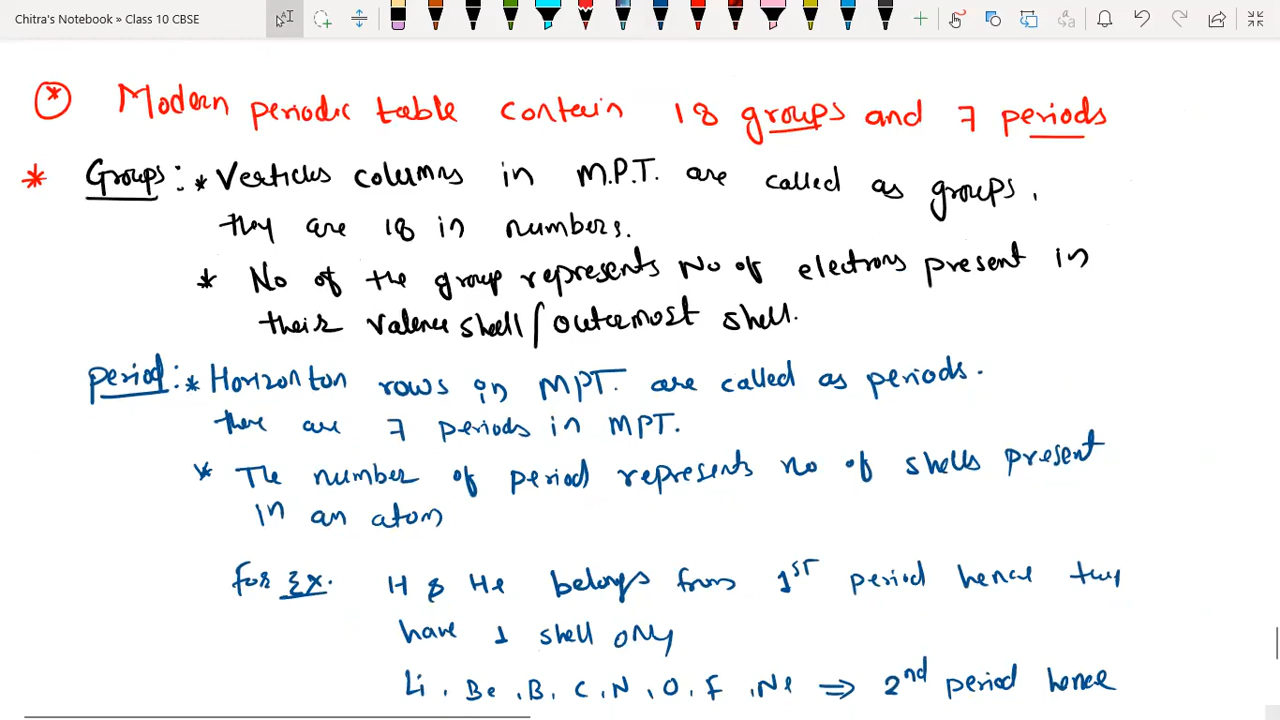 Chitra's Notebook » Class 10 CBSE
* Modern periodic table contain 18 groups and 7 periods
* Groups: * Verticles columns in M.P.T. are called as groups.
they are 18 in numbers.
* No of the group represents No of electrons present in
their valence shell/outermost shell.
Period: * Horizonton rows in MPT. are called as periods.
there are 7 periods in MPT.
* The number of period represents no of shells present
in an atom
for Ex. H & He belongs from 1ST period hence they
have 1 shell only
Li, Be, B, C, N, O, F, Ne ⇒ 2nd period hence